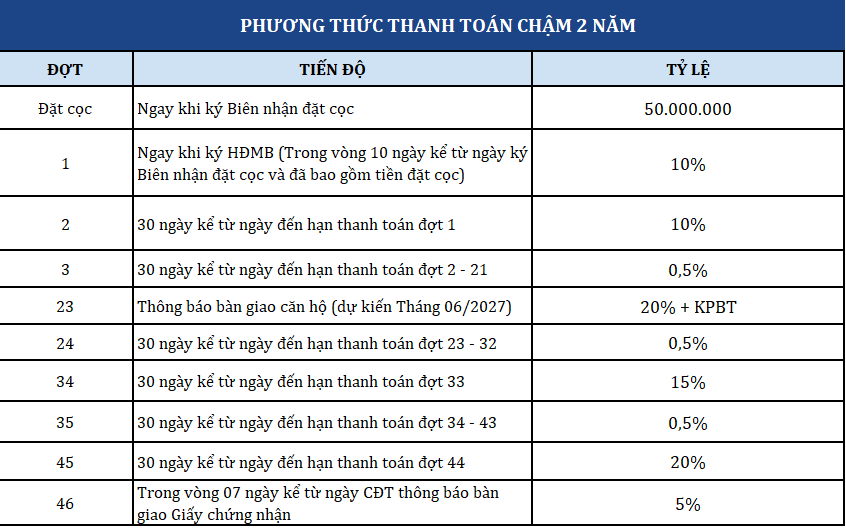 PHƯƠNG THỨC THANH TOÁN CHẬM 2 NĂM
ĐỢT TIẾN ĐỘ TỶ LỆ
Đặt cọc Ngay khi ký Biên nhận đặt cọc 50.000.000
1 Ngay khi ký HĐMB (Trong vòng 10 ngày kể từ ngày ký
Biên nhận đặt cọc và đã bao gồm tiền đặt cọc) 10%
2 30 ngày kể từ ngày đến hạn thanh toán đợt 1 10%
3 30 ngày kể từ ngày đến hạn thanh toán đợt 2 - 21 0,5%
23 Thông báo bàn giao căn hộ (dự kiến Tháng 06/2027) 20% + KPBT
24 30 ngày kể từ ngày đến hạn thanh toán đợt 23 - 32 0,5%
34 30 ngày kể từ ngày đến hạn thanh toán đợt 33 15%
35 30 ngày kể từ ngày đến hạn thanh toán đợt 34 - 43 0,5%
45 30 ngày kể từ ngày đến hạn thanh toán đợt 44 20%
46 Trong vòng 07 ngày kể từ ngày CĐT thông báo bàn
giao Giấy chứng nhận 5%